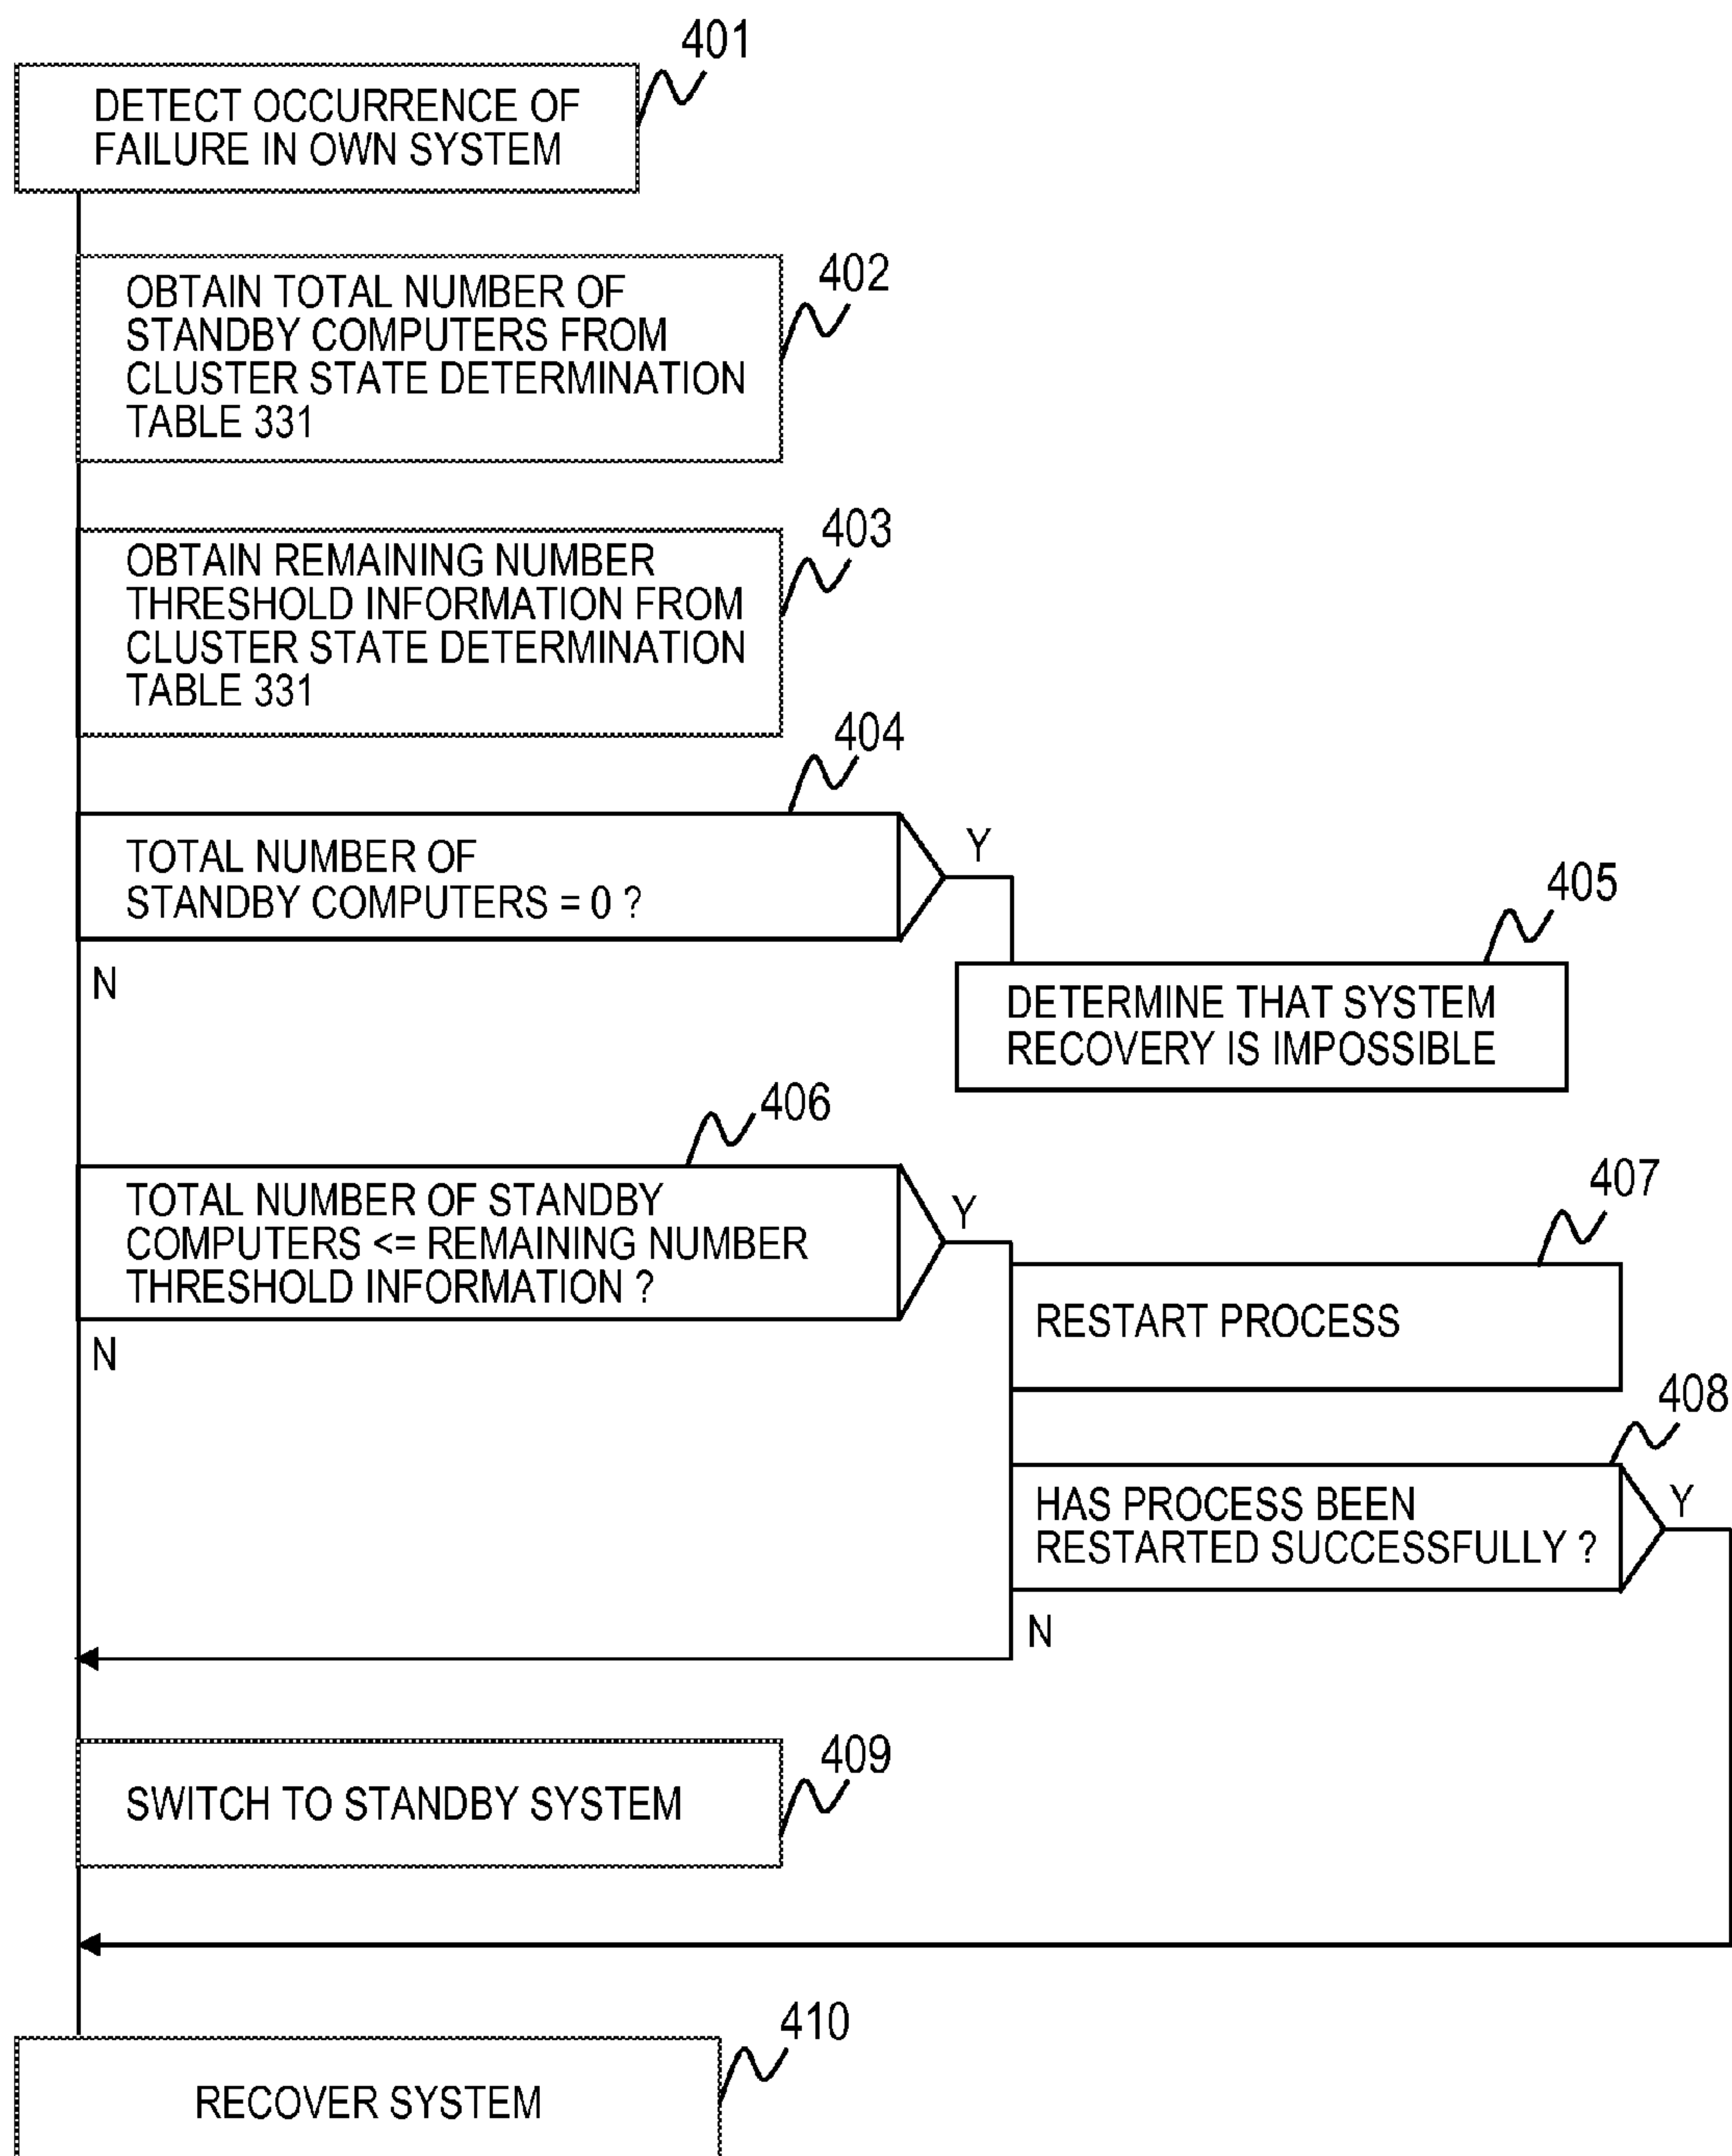 401
DETECT OCCURRENCE OF
FAILURE IN OWN SYSTEM
402
OBTAIN TOTAL NUMBER OF
STANDBY COMPUTERS FROM
CLUSTER STATE DETERMINATION
TABLE 331
403
OBTAIN REMAINING NUMBER
THRESHOLD INFORMATION FROM
CLUSTER STATE DETERMINATION
TABLE 331
404
TOTAL NUMBER OF
STANDBY COMPUTERS = 0 ?
Y
N
405
DETERMINE THAT SYSTEM
RECOVERY IS IMPOSSIBLE
406
TOTAL NUMBER OF STANDBY
COMPUTERS <= REMAINING NUMBER
THRESHOLD INFORMATION ?
Y
N
407
RESTART PROCESS
408
HAS PROCESS BEEN
RESTARTED SUCCESSFULLY ?
Y
N
409
SWITCH TO STANDBY SYSTEM
410
RECOVER SYSTEM